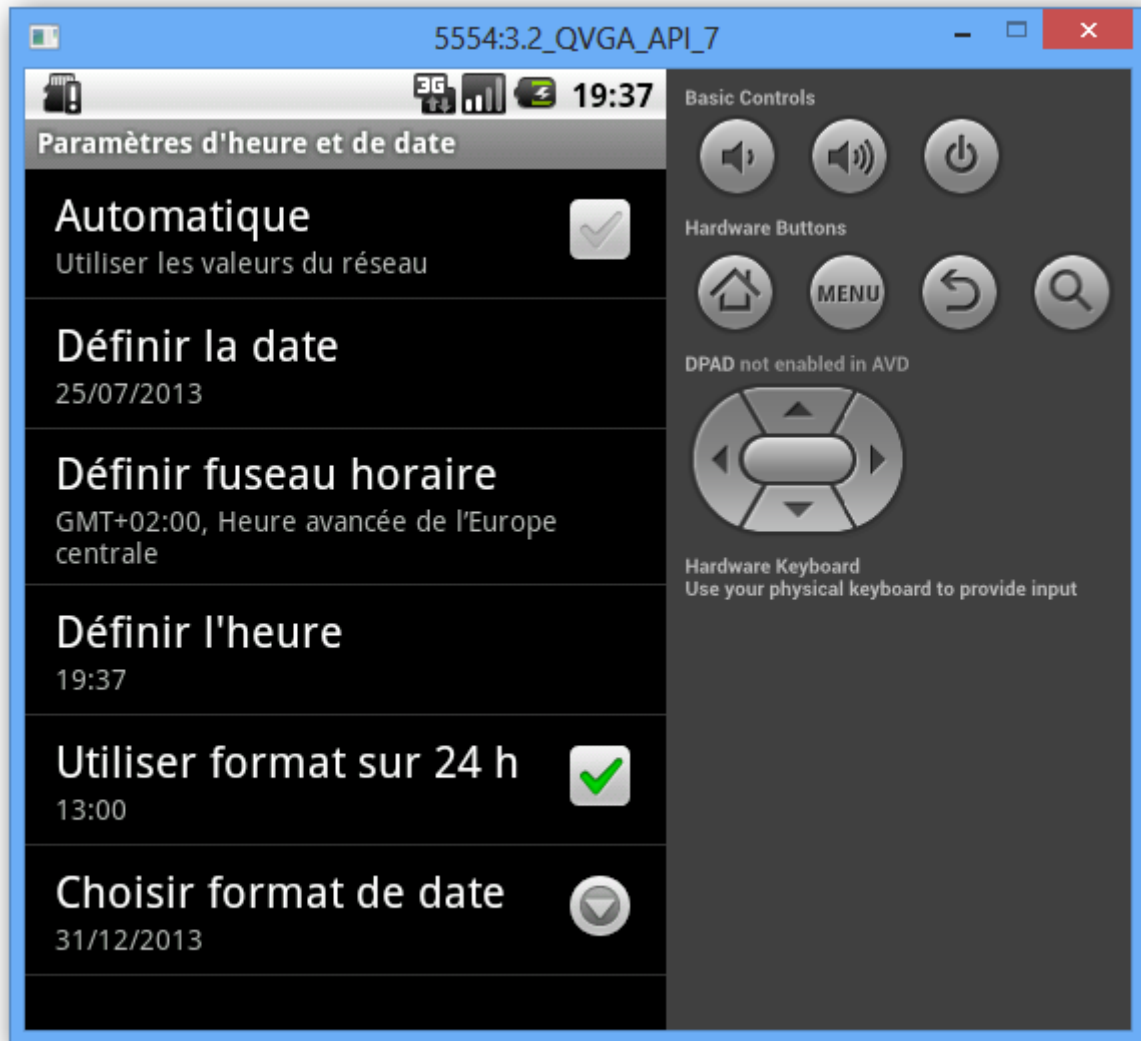 5554:3.2_QVGA_API_7
3G
19:37
Paramètres d'heure et de date
Automatique
Utiliser les valeurs du réseau
Définir la date
25/07/2013
Définir fuseau horaire
GMT+02:00, Heure avancée de l’Europe
centrale
Définir l'heure
19:37
Utiliser format sur 24 h
13:00
Choisir format de date
31/12/2013
Basic Controls
Hardware Buttons
MENU
DPAD not enabled in AVD
Hardware Keyboard
Use your physical keyboard to provide input